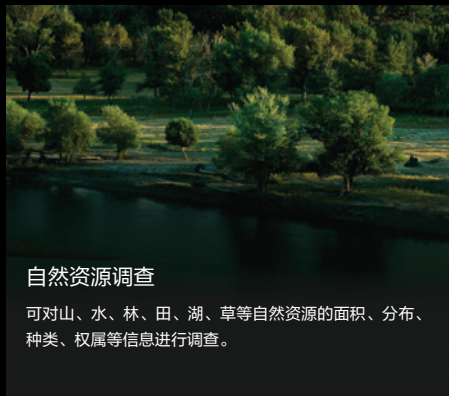 自然资源调查
可对山、水、林、田、湖、草等自然资源的面积、分布、
种类、权属等信息进行调查。